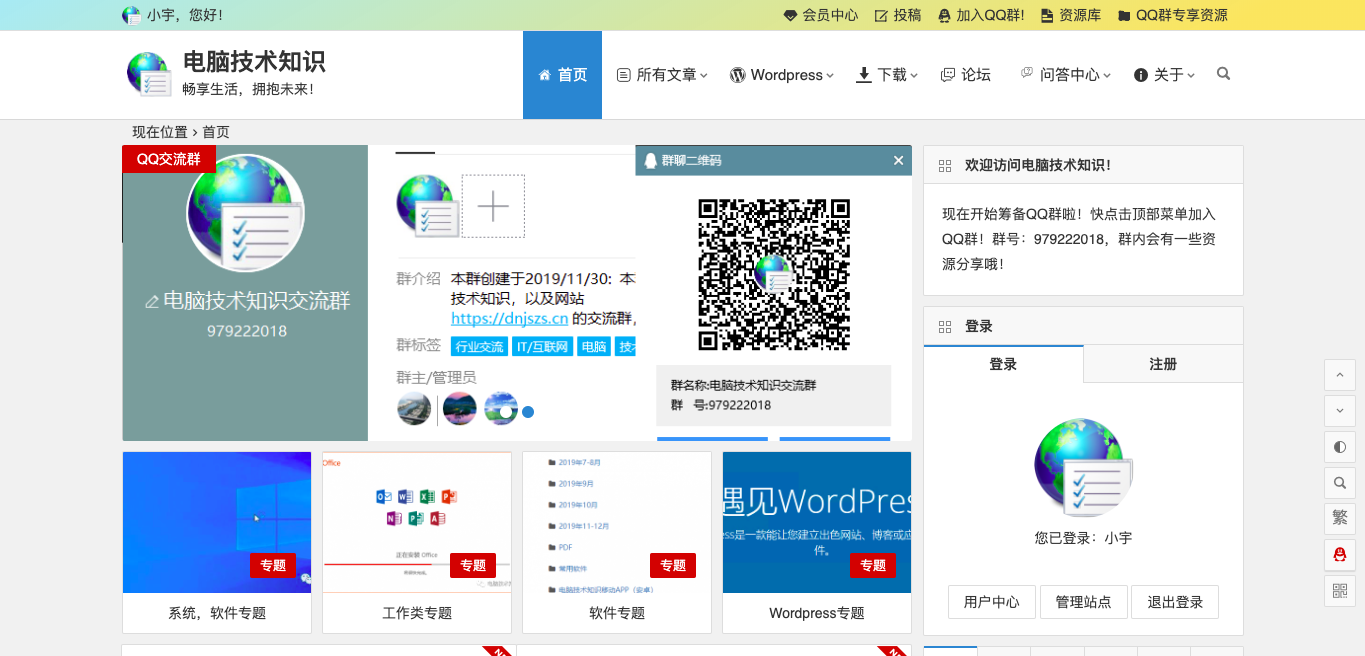 小宇，您好！
会员中心 投稿 加入QQ群! 资源库 QQ群专享资源
电脑技术知识
畅享生活，拥抱未来！
首页 所有文章 Wordpress 下载 论坛 问答中心 关于
现在位置 › 首页
QQ交流群
电脑技术知识交流群
979222018
群介绍 本群创建于2019/11/30: 本
技术知识，以及网站
https://dnjszs.cn 的交流群,
群标签 行业交流 IT/互联网 电脑
群主/管理员
群聊二维码
群名称:电脑技术知识交流群
群 号:979222018
欢迎访问电脑技术知识！
现在开始筹备QQ群啦！快点击顶部菜单加入
QQ群！群号：979222018，群内会有一些资
源分享哦！
登录
登录 注册
您已登录：小宇
用户中心 管理站点 退出登录
繁
专题
系统，软件专题
Office
正在安装 Office
专题
工作类专题
2019年7-8月
2019年9月
2019年10月
2019年11-12月
PDF
常用软件
电脑技术知识移动APP（安卓）
专题
软件专题
遇见WordPres
ess是一款能让您建立出色网站、博客或应
件。
专题
Wordpress专题